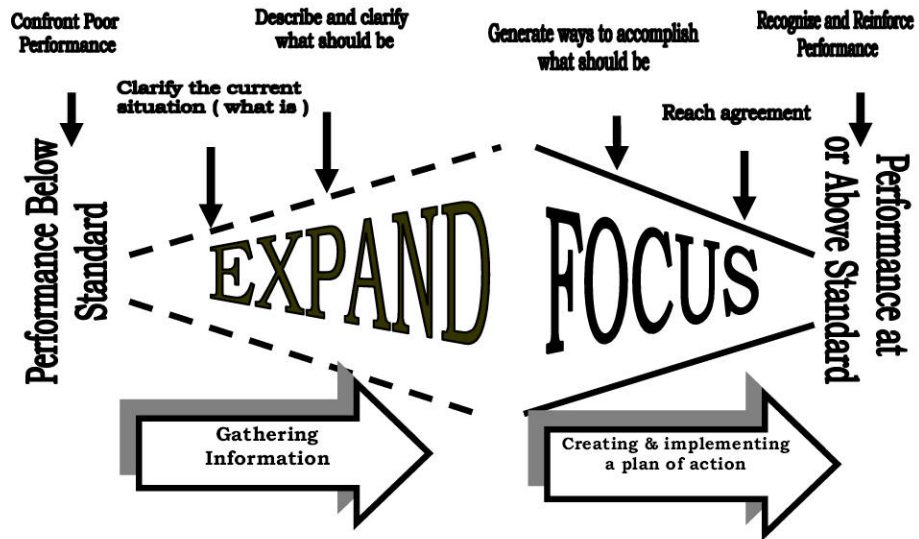 Confront Poor
Performance
Describe and clarify
what should be
Generate ways to accomplish
what should be
Recognise and Reinforce
Performance
Clarify the current
situation ( what is )
Reach agreement
Performance Below
Standard
EXPAND
FOCUS
Performance at
or Above Standard
Gathering
Information
Creating & implementing
a plan of action